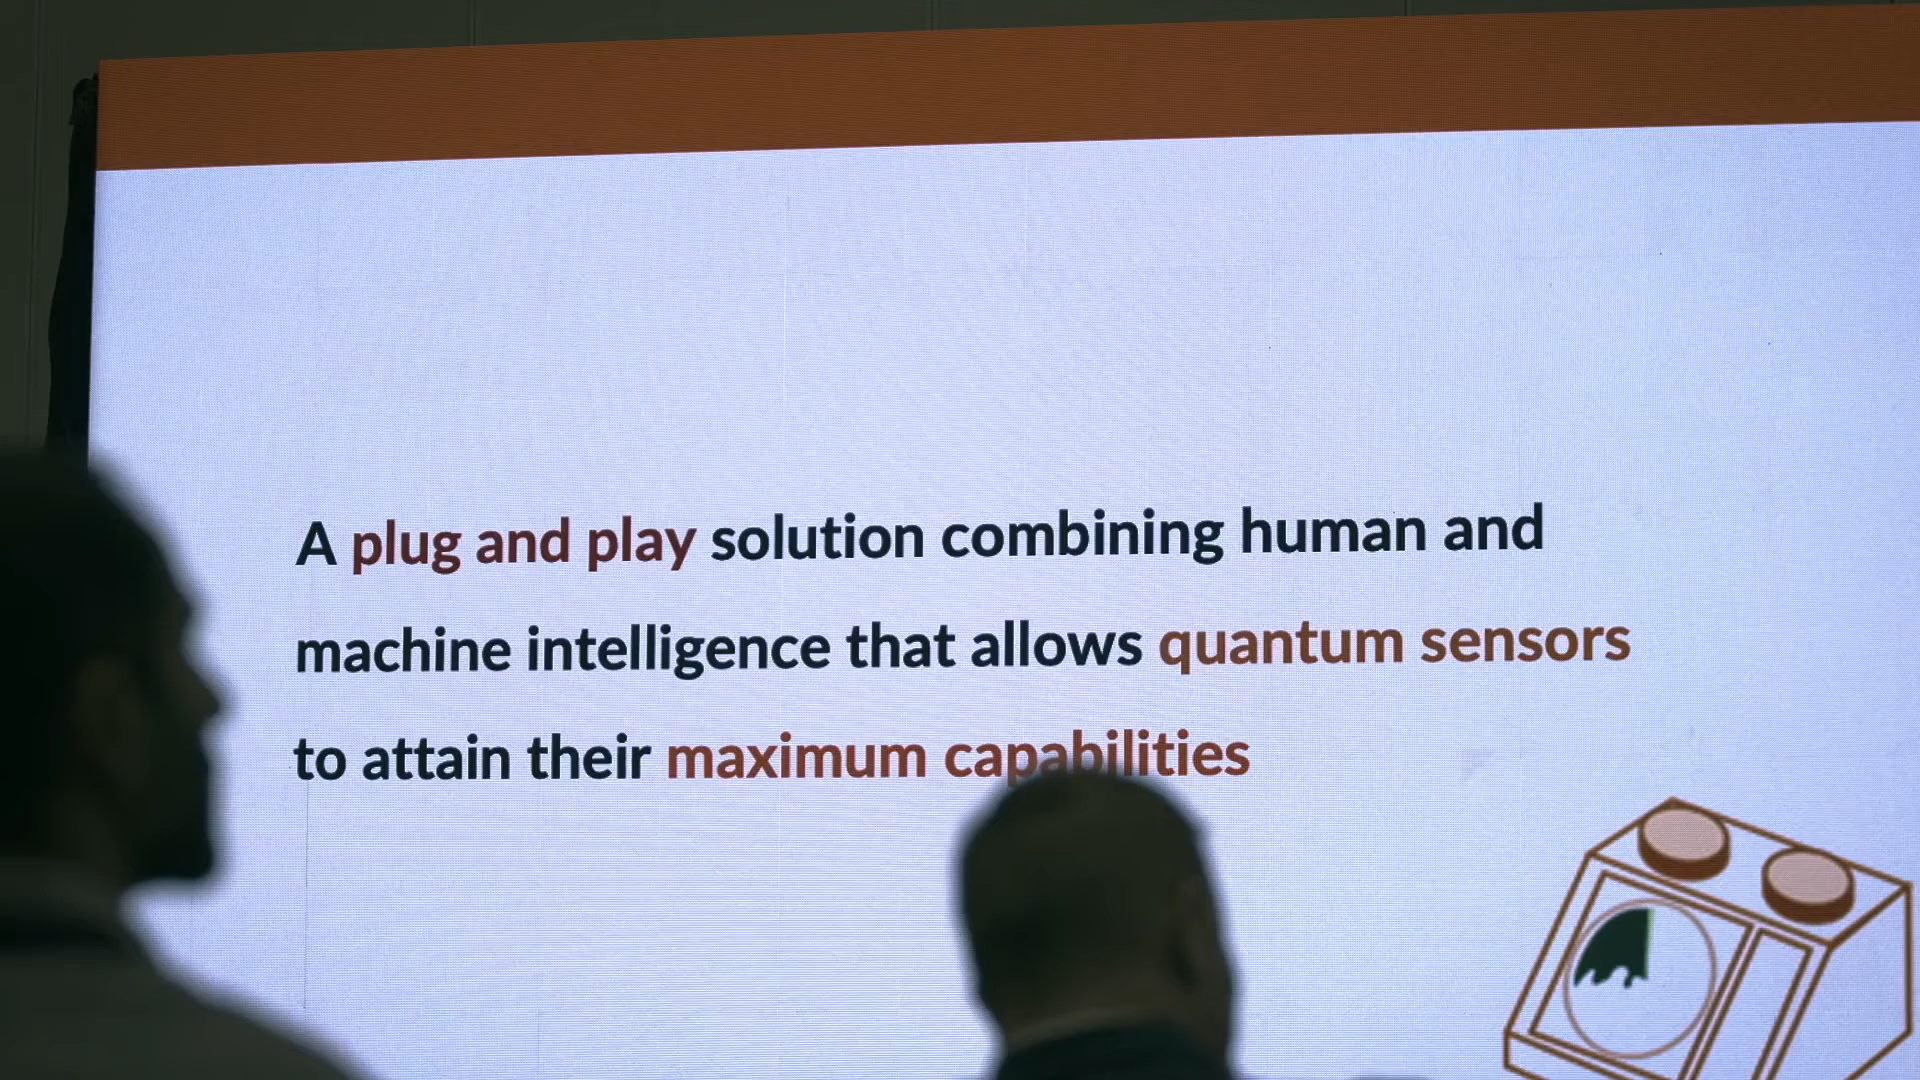 A plug and play solution combining human and
machine intelligence that allows quantum sensors
to attain their maximum capabilities